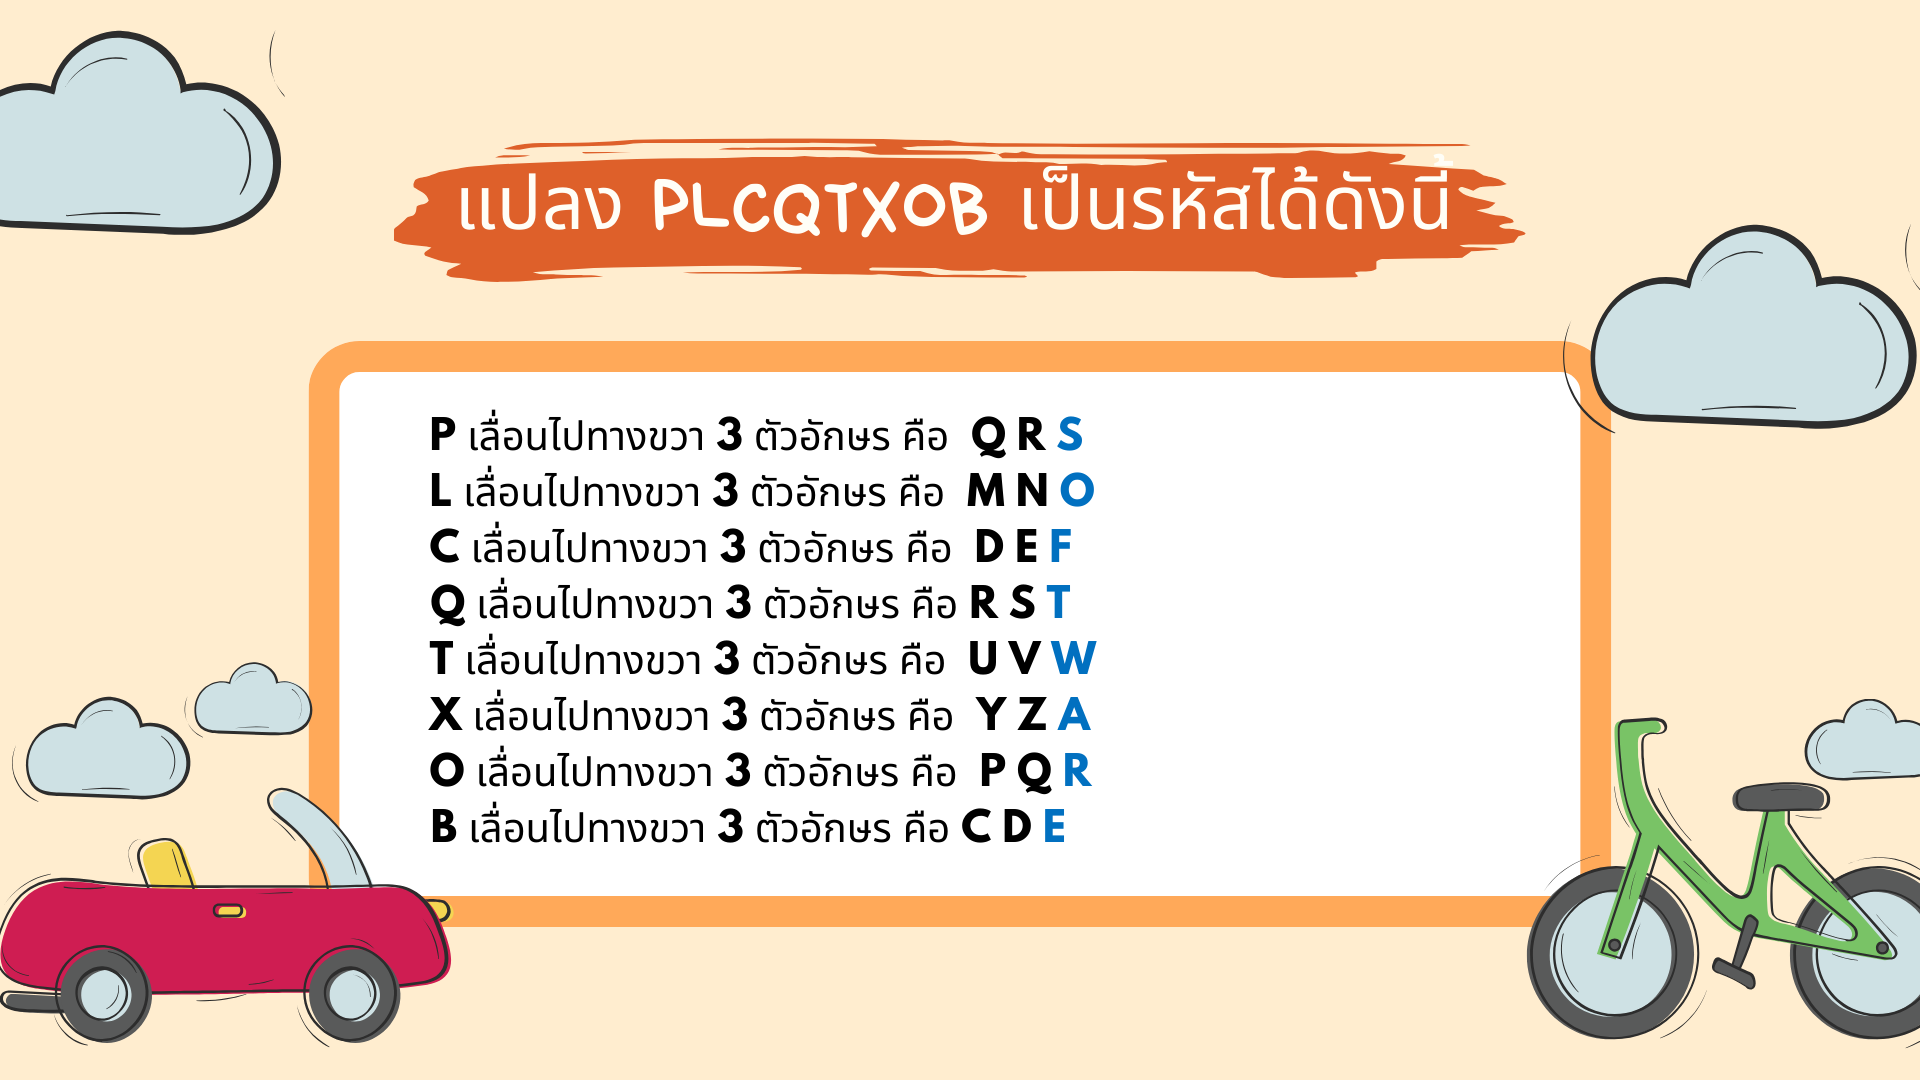 แปลง PLCQTXOB เป็นรหัสได้ดังนี้
P เลื่อนไปทางขวา 3 ตัวอักษร คือ Q R S
L เลื่อนไปทางขวา 3 ตัวอักษร คือ M N O
C เลื่อนไปทางขวา 3 ตัวอักษร คือ D E F
Q เลื่อนไปทางขวา 3 ตัวอักษร คือ R S T
T เลื่อนไปทางขวา 3 ตัวอักษร คือ U V W
X เลื่อนไปทางขวา 3 ตัวอักษร คือ Y Z A
O เลื่อนไปทางขวา 3 ตัวอักษร คือ P Q R
B เลื่อนไปทางขวา 3 ตัวอักษร คือ C D E